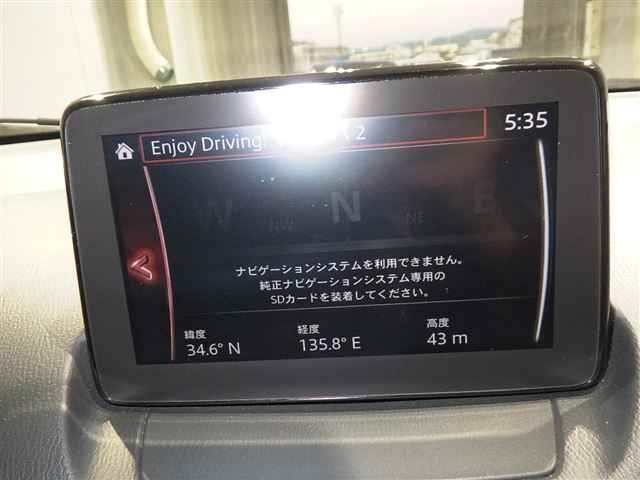 Enjoy Driving! 2
5:35
W NW N NE E
ナビゲーションシステムを利用できません。
純正ナビゲーションシステム専用の
SDカードを装着してください。
緯度 経度 高度
34.6° N 135.8° E 43 m